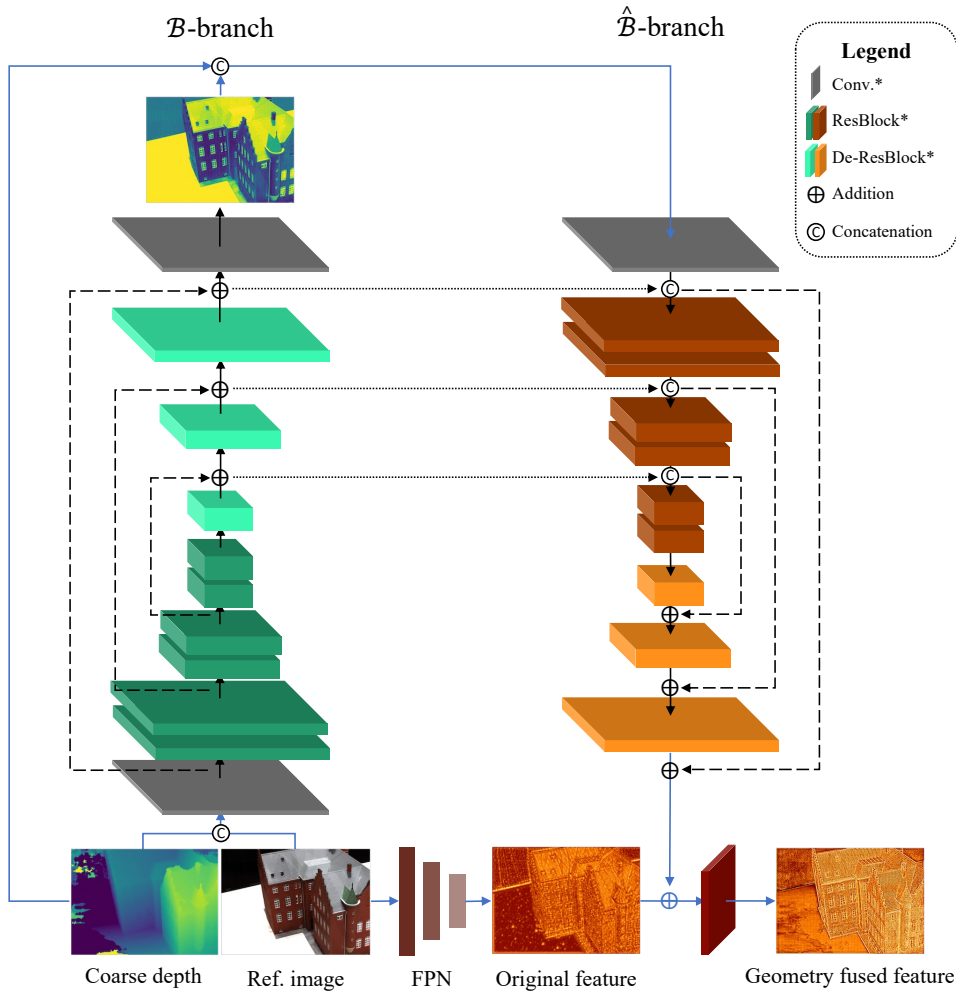 B-branch
B̂-branch
Legend
Conv.*
ResBlock*
De-ResBlock*
Addition
C Concatenation
C
C
C
C
C
Coarse depth
Ref. image
FPN
Original feature
Geometry fused feature